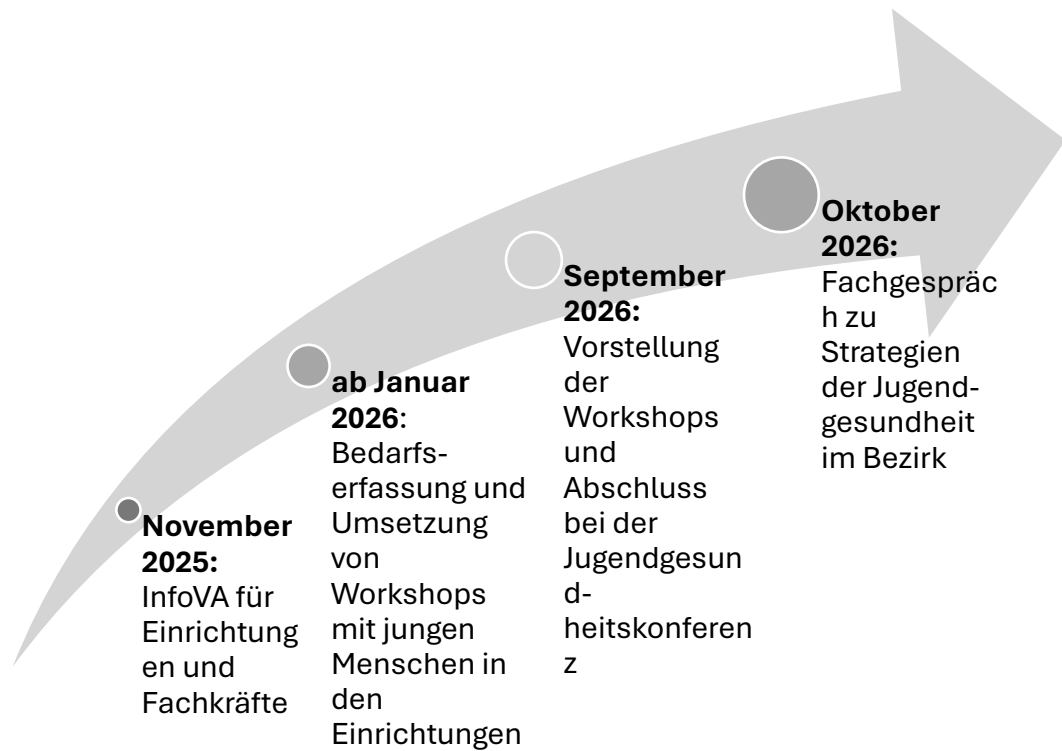 November
2025:
InfoVA für
Einrichtung
en und
Fachkräfte
ab Januar
2026:
Bedarfs-
erfassung und
Umsetzung
von
Workshops
mit jungen
Menschen in
den
Einrichtungen
September
2026:
Vorstellung
der
Workshops
und
Abschluss
bei der
Jugendgesun
d-
heitskonferen
z
Oktober
2026:
Fachgespräc
h zu
Strategien
der Jugend-
gesundheit
im Bezirk